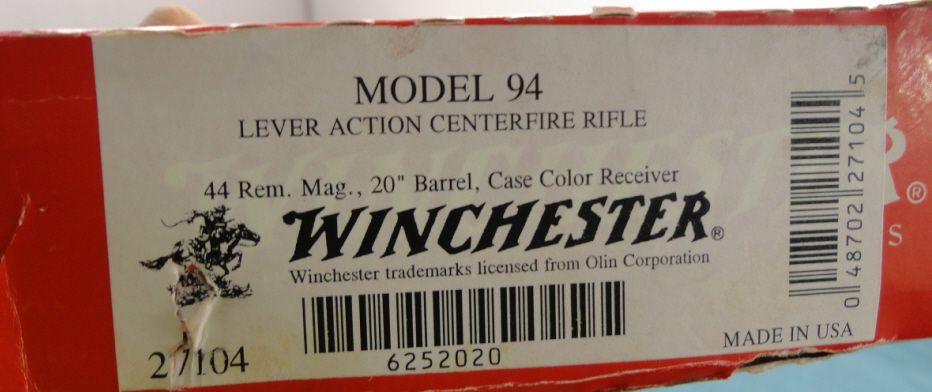 MODEL 94
LEVER ACTION CENTERFIRE RIFLE
44 Rem. Mag., 20" Barrel, Case Color Receiver
WINCHESTER®
Winchester trademarks licensed from Olin Corporation
27104
6252020
MADE IN USA
0 48702 27104 5
R®
S